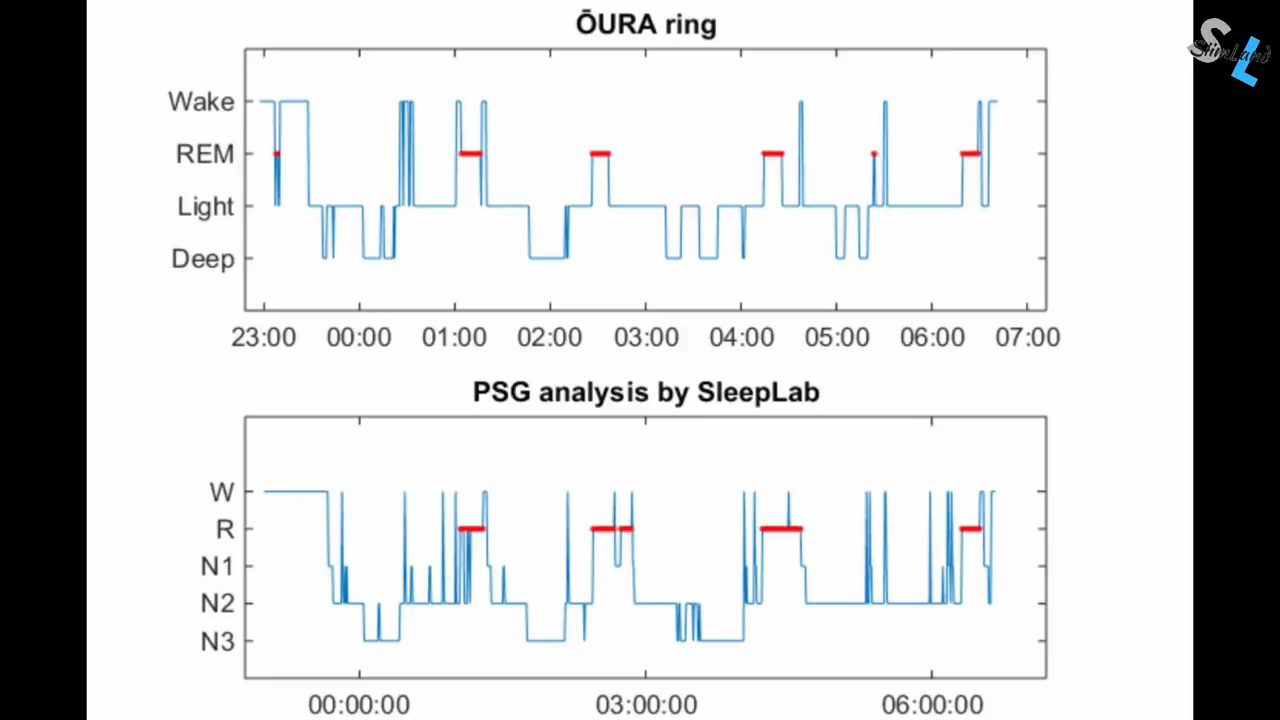 ŌURA ring
Wake
REM
Light
Deep
23:00 00:00 01:00 02:00 03:00 04:00 05:00 06:00 07:00
PSG analysis by SleepLab
W
R
N1
N2
N3
00:00:00 03:00:00 06:00:00
SL
SiimLand